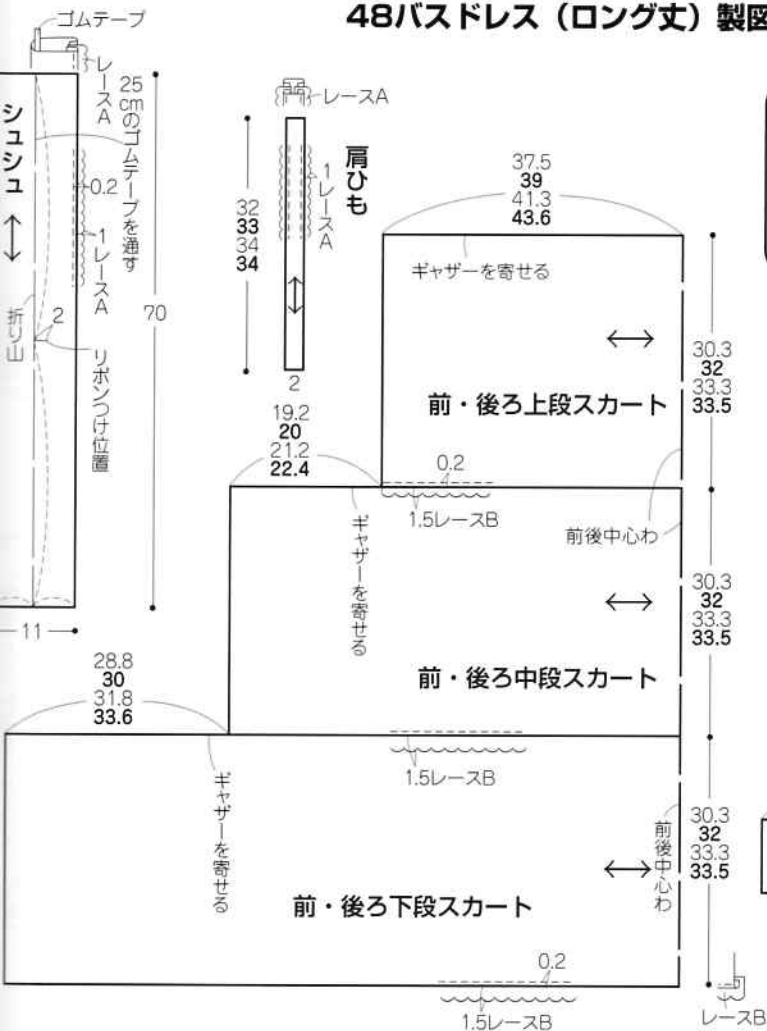 48バスドレス（ロング丈）製図
ゴムテープ
レースA
25cmのゴムテープを通す
シュシュ
0.2
1レースA
折り山
2
リボンつけ位置
70
11
レースA
肩ひも
1レースA
32
33
34
34
2
37.5
39
41.3
43.6
ギャザーを寄せる
30.3
32
33.3
33.5
前・後ろ上段スカート
0.2
1.5レースB
前後中心わ
19.2
20
21.2
22.4
ギャザーを寄せる
30.3
32
33.3
33.5
前・後ろ中段スカート
1.5レースB
28.8
30
31.8
33.6
ギャザーを寄せる
30.3
32
33.3
33.5
前後中心わ
前・後ろ下段スカート
0.2
1.5レースB
レースB